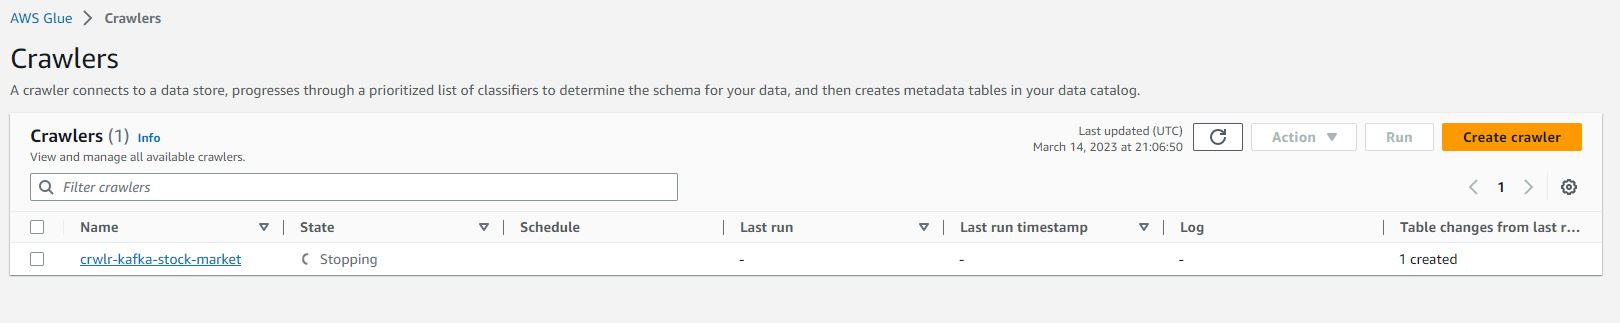 AWS Glue > Crawlers
Crawlers
A crawler connects to a data store, progresses through a prioritized list of classifiers to determine the schema for your data, and then creates metadata tables in your data catalog.
Crawlers (1) Info
View and manage all available crawlers.
Last updated (UTC)
March 14, 2023 at 21:06:50
Action
Run
Create crawler
Filter crawlers
1
Name State Schedule Last run Last run timestamp Log Table changes from last r...
crwlr-kafka-stock-market Stopping - - - 1 created